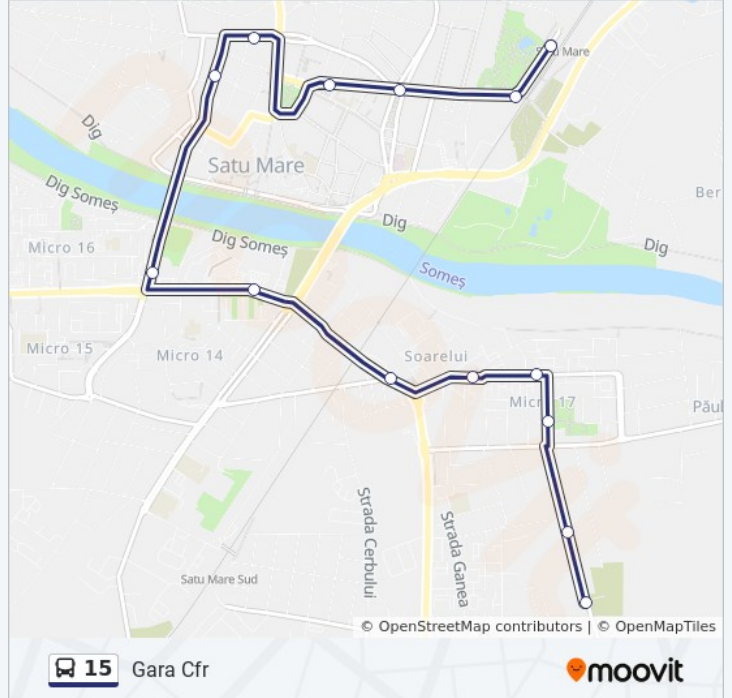 Satu Mare
Dig
Satu Mare
Dig Someș
Ber
Dig
Micro 16
Dig Someș
Dig
Someș
Micro 15
Micro 14
Soarelui
Micro 17
Păul
Strada Cerbului
Strada Ganea
Satu Mare Sud
© OpenStreetMap contributors | © OpenMapTiles
15 Gara Cfr
moovit